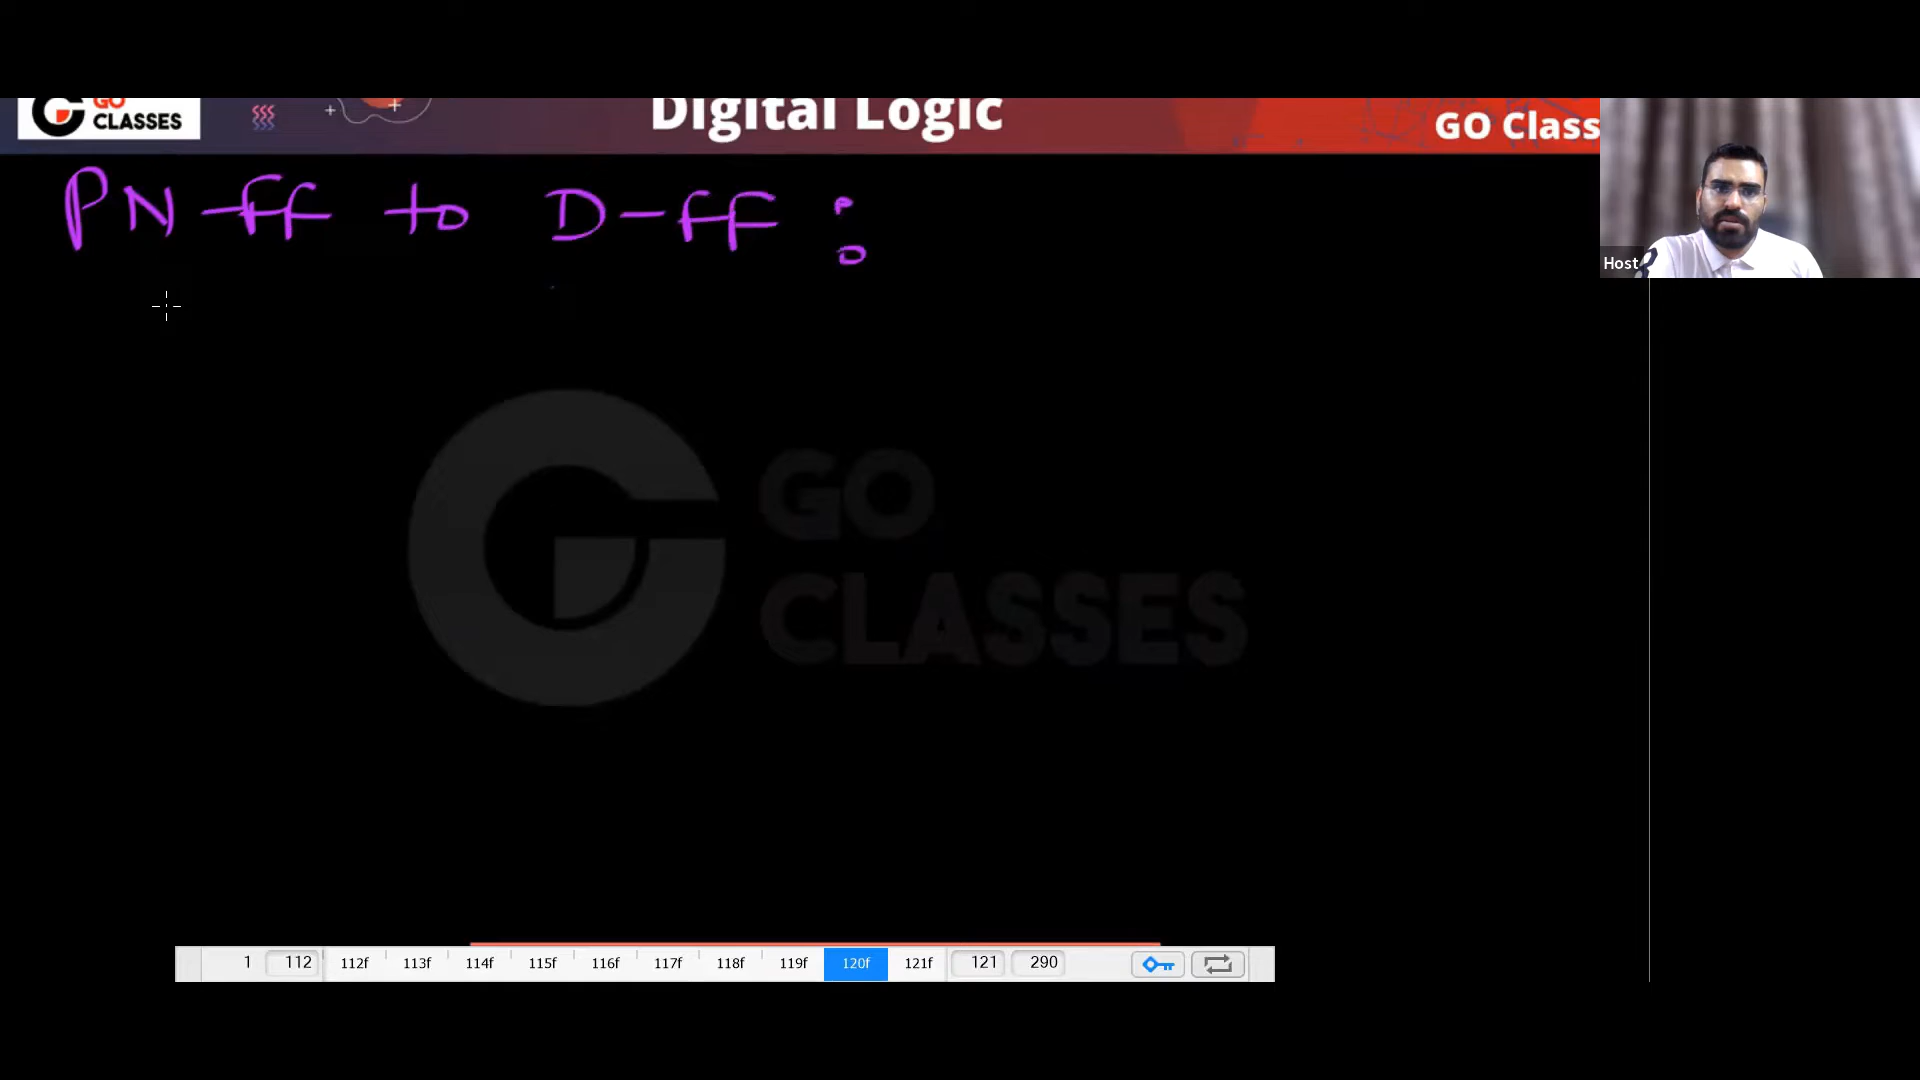 GO
CLASSES
Digital Logic
GO Class
PN-ff to D-ff :
Host
GO
CLASSES
1 112 112f 113f 114f 115f 116f 117f 118f 119f 120f 121f 121 290